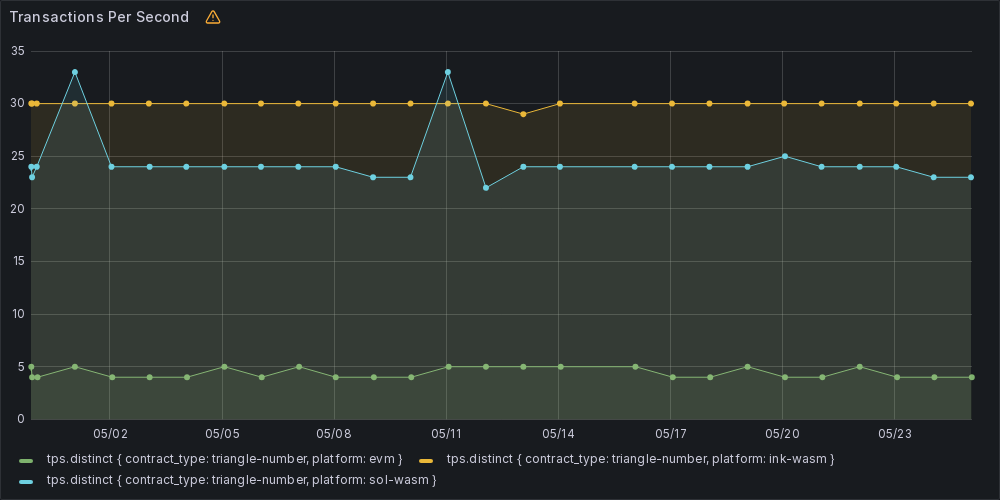 Transactions Per Second
35
30
25
20
15
10
5
0
05/02 05/05 05/08 05/11 05/14 05/17 05/20 05/23
tps.distinct { contract_type: triangle-number, platform: evm } tps.distinct { contract_type: triangle-number, platform: ink-wasm }
tps.distinct { contract_type: triangle-number, platform: sol-wasm }